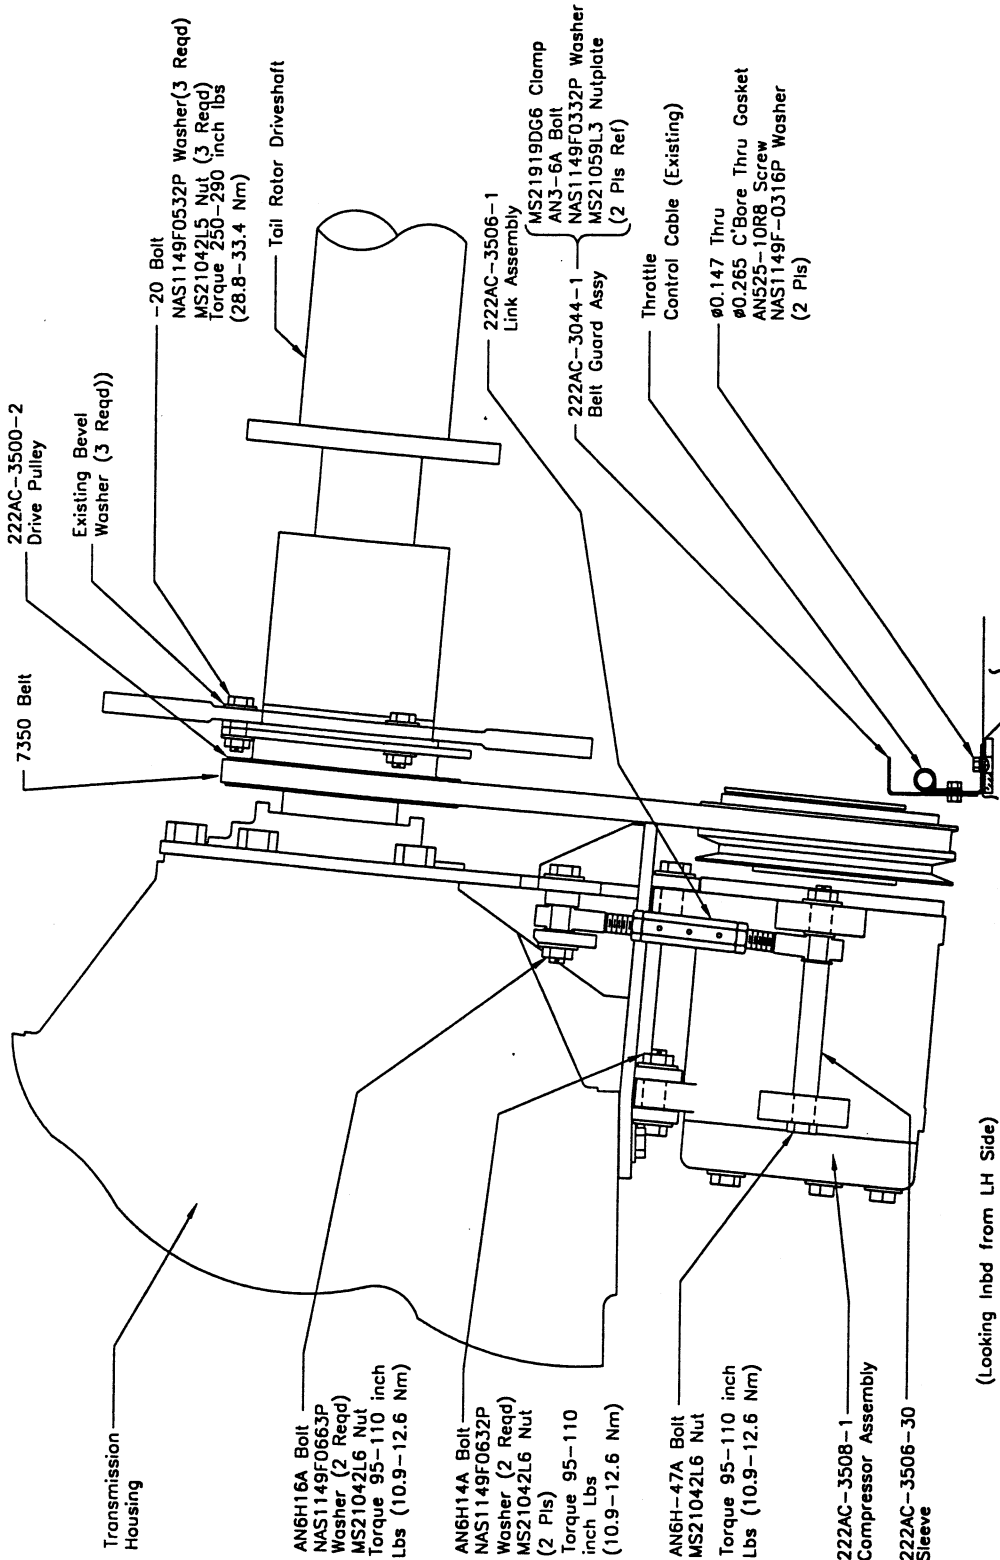 7350 Belt
222AC-3500-2
Drive Pulley
Existing Bevel
Washer (3 Reqd))
-20 Bolt
NAS1149F0532P Washer(3 Reqd)
MS21042L5 Nut (3 Reqd)
Torque 250-290 inch lbs
(28.8-33.4 Nm)
Tail Rotor Driveshaft
222AC-3506-1
Link Assembly
MS21919DG6 Clamp
AN3-6A Bolt
NAS1149F0332P Washer
MS21059L3 Nutplate
(2 Pls Ref)
222AC-3044-1
Belt Guard Assy
Throttle
Control Cable (Existing)
ø0.147 Thru
ø0.265 C'Bore Thru Gasket
AN525-10R8 Screw
NAS1149F-0316P Washer
(2 Pls)
Transmission
Housing
AN6H16A Bolt
NAS1149F0663P
Washer (2 Reqd)
MS21042L6 Nut
Torque 95-110 inch
Lbs (10.9-12.6 Nm)
AN6H14A Bolt
NAS1149F0632P
Washer (2 Reqd)
MS21042L6 Nut
(2 Pls)
Torque 95-110
inch Lbs
(10.9-12.6 Nm)
AN6H-47A Bolt
MS21042L6 Nut
Torque 95-110 inch
Lbs (10.9-12.6 Nm)
222AC-3508-1
Compressor Assembly
222AC-3506-30
Sleeve
(Looking Inbd from LH Side)